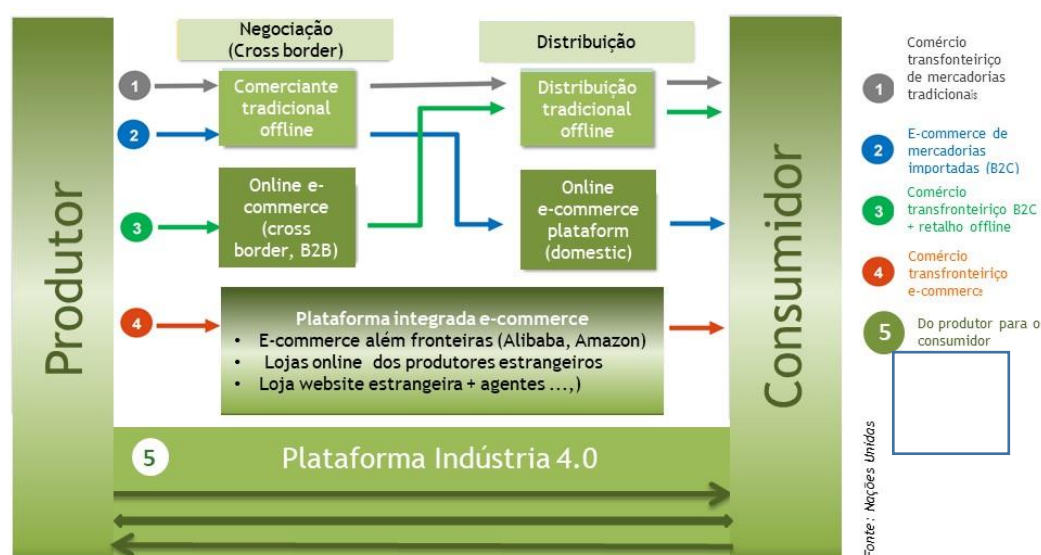 Produtor
Negociação
(Cross border)
Distribuição
1
Comerciante
tradicional
offline
Distribuição
tradicional
offline
2
Online e-
commerce
(cross
border, B2B)
Online
e-commerce
plataform
(domestic)
3
4
Plataforma integrada e-commerce
• E-commerce além fronteiras (Alibaba, Amazon)
• Lojas online dos produtores estrangeiros
• Loja website estrangeira + agentes ...,)
5
Plataforma Indústria 4.0
Consumidor
1
Comércio
transfonteiriço
de mercadorias
tradicionais
2
E-commerce de
mercadorias
importadas (B2C)
3
Comércio
transfronteiriço B2C
+ retalho offline
4
Comércio
transfronteiriço
e-commerce
5
Do produtor para o
consumidor
Fonte: Nações Unidas